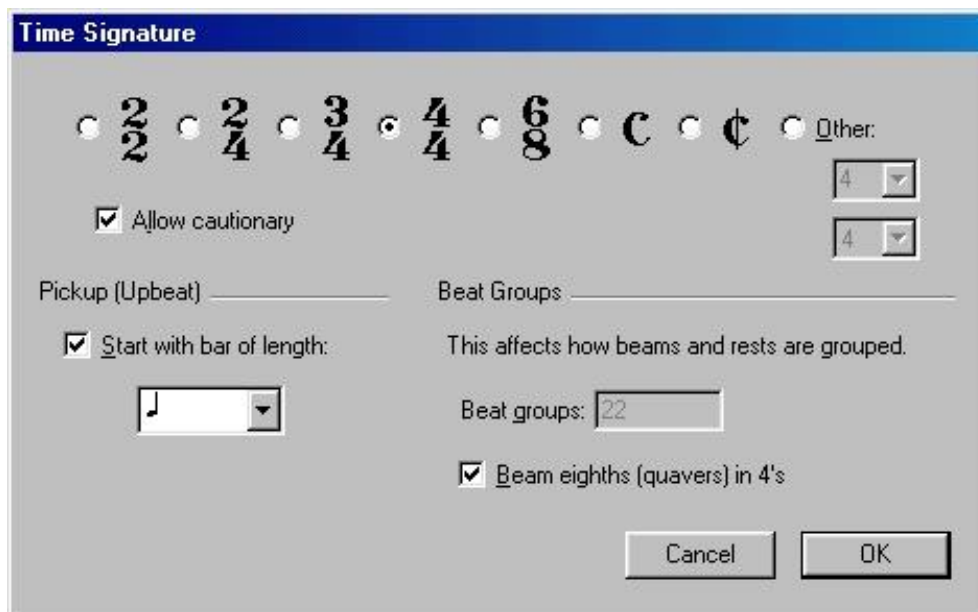 Time Signature
2/2 2/4 3/4 4/4 6/8 C ¢ Other:
4
Allow cautionary
4
Pickup (Upbeat) Beat Groups
Start with bar of length: This affects how beams and rests are grouped.
♩ Beat groups: 22
Beam eighths (quavers) in 4's
Cancel OK